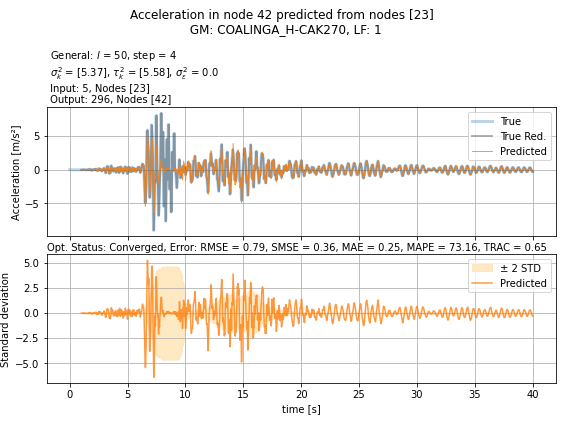 Acceleration in node 42 predicted from nodes [23]
GM: COALINGA_H-CAK270, LF: 1
General: l = 50, step = 4
σ²ₖ = [5.37], τ²ₖ = [5.58], σ²ε = 0.0
Input: 5, Nodes [23]
Output: 296, Nodes [42]
Acceleration [m/s²]
5
0
−5
True
True Red.
Predicted
Opt. Status: Converged, Error: RMSE = 0.79, SMSE = 0.36, MAE = 0.25, MAPE = 73.16, TRAC = 0.65
Standard deviation
5.0
2.5
0.0
−2.5
−5.0
± 2 STD
Predicted
0 5 10 15 20 25 30 35 40
time [s]